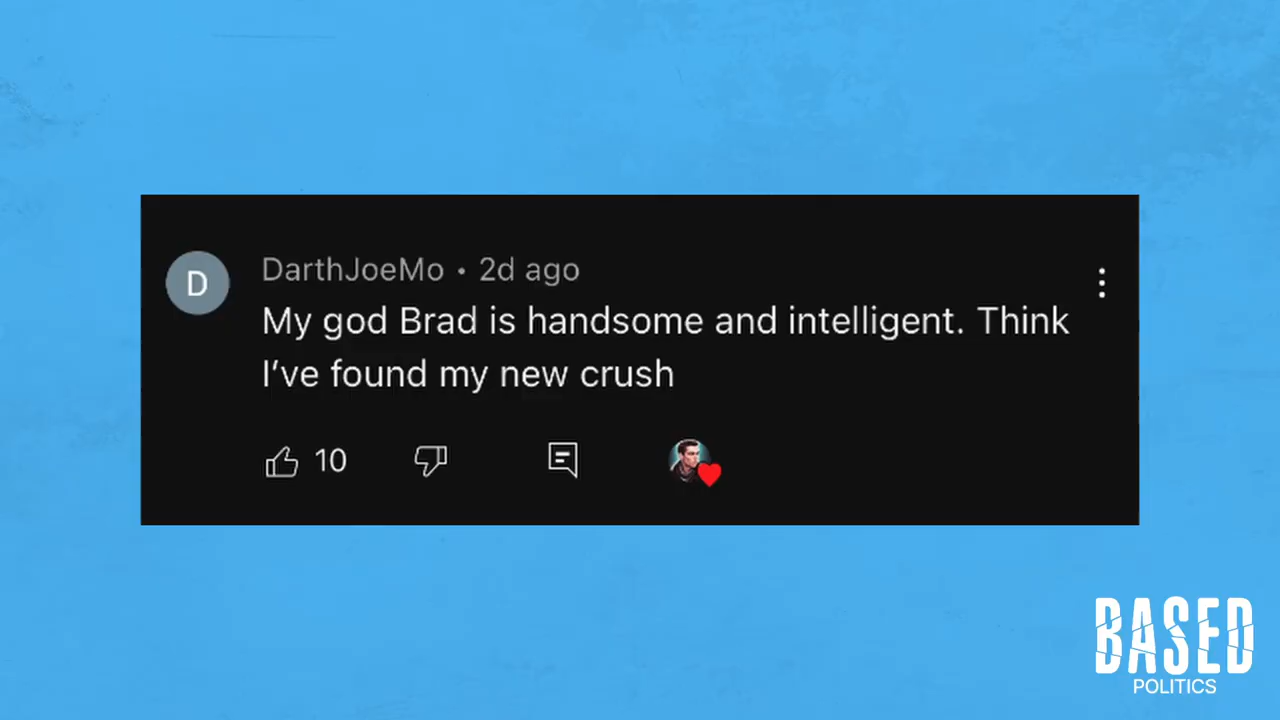 D
DarthJoeMo • 2d ago
My god Brad is handsome and intelligent. Think
I’ve found my new crush
10
BASED
POLITICS